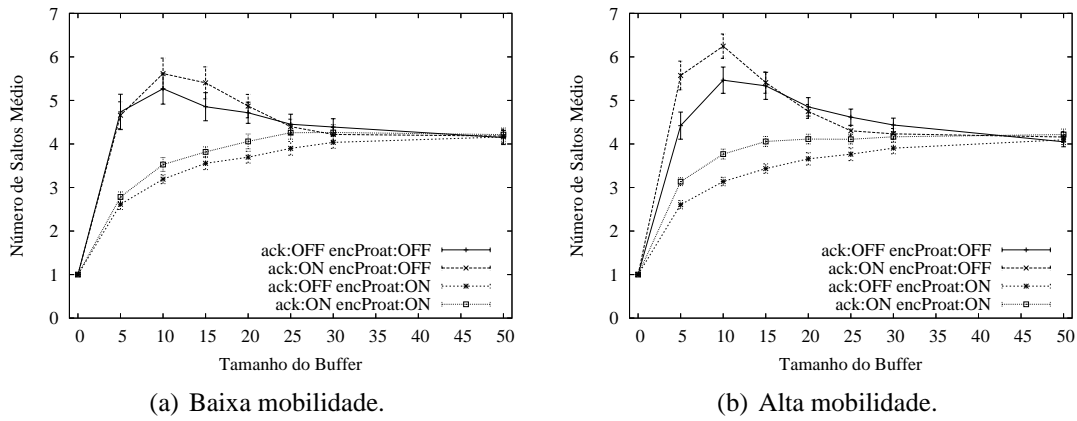 7
6
5
4
3
2
1
0
Número de Saltos Médio
0 5 10 15 20 25 30 35 40 45 50
Tamanho do Buffer
ack:OFF encProat:OFF
ack:ON encProat:OFF
ack:OFF encProat:ON
ack:ON encProat:ON
(a) Baixa mobilidade.
7
6
5
4
3
2
1
0
Número de Saltos Médio
0 5 10 15 20 25 30 35 40 45 50
Tamanho do Buffer
ack:OFF encProat:OFF
ack:ON encProat:OFF
ack:OFF encProat:ON
ack:ON encProat:ON
(b) Alta mobilidade.